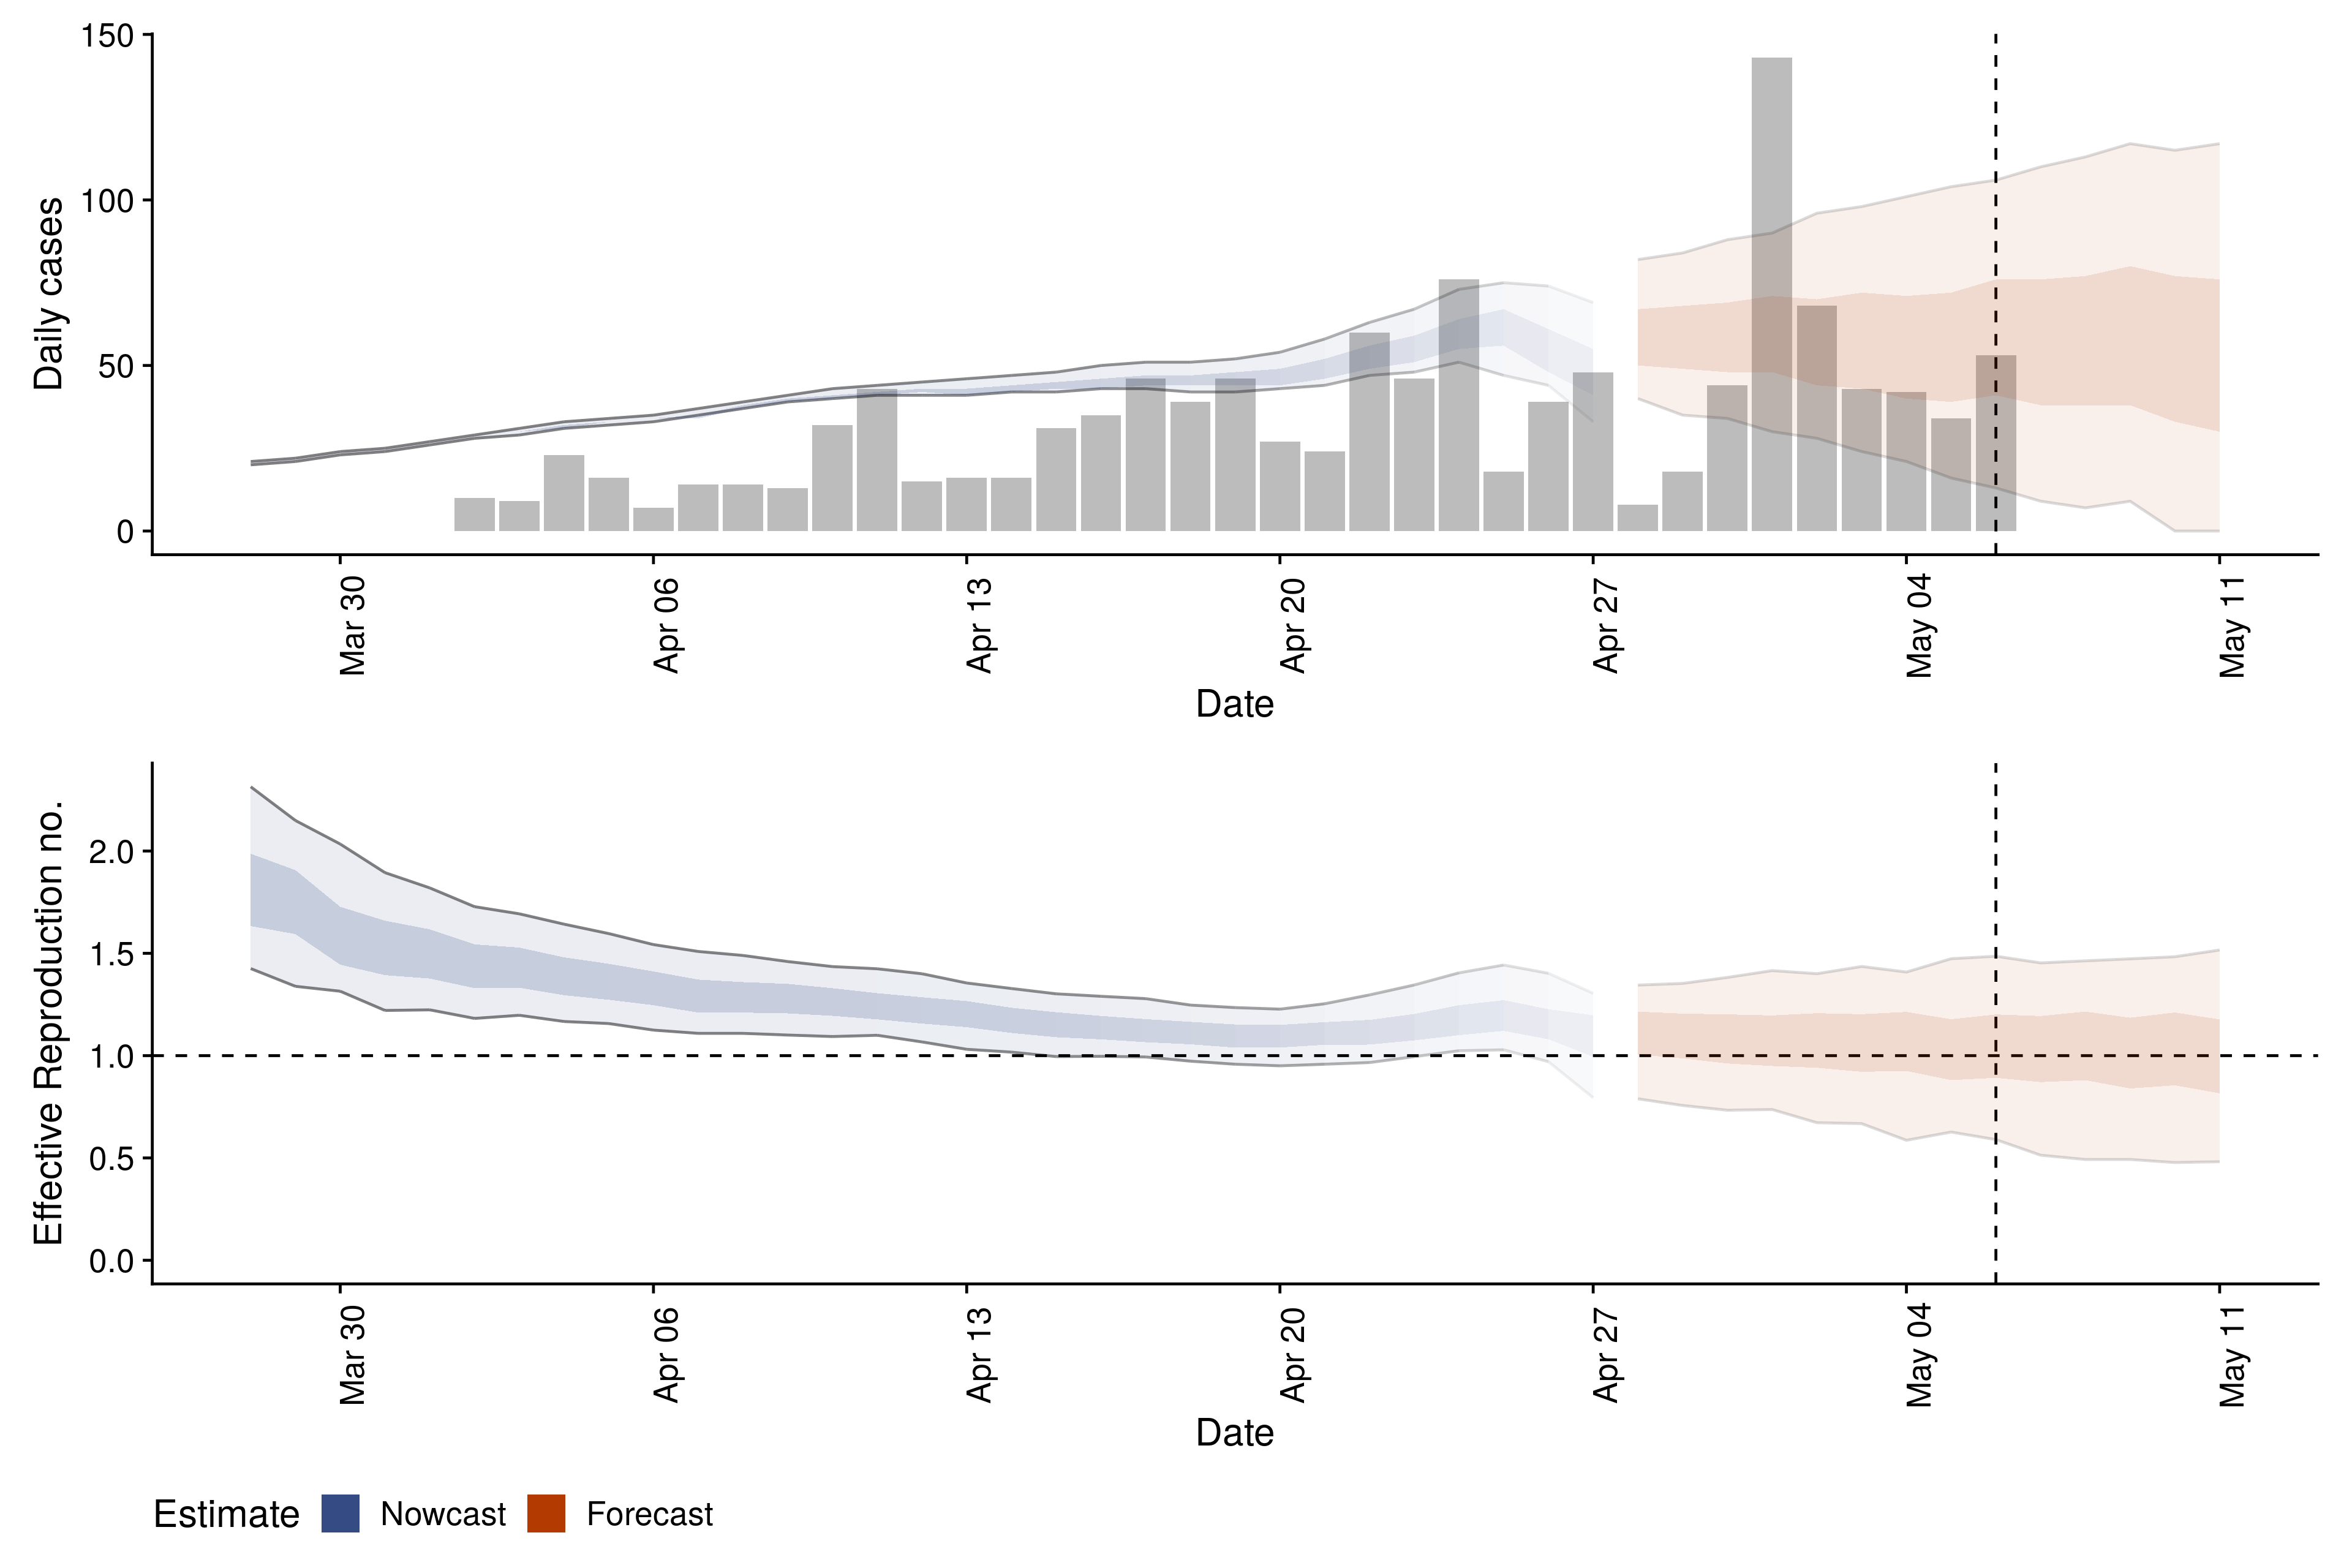 150
100
50
0
Daily cases
Mar 30
Apr 06
Apr 13
Apr 20
Apr 27
May 04
May 11
Date
2.0
1.5
1.0
0.5
0.0
Effective Reproduction no.
Mar 30
Apr 06
Apr 13
Apr 20
Apr 27
May 04
May 11
Date
Estimate Nowcast Forecast